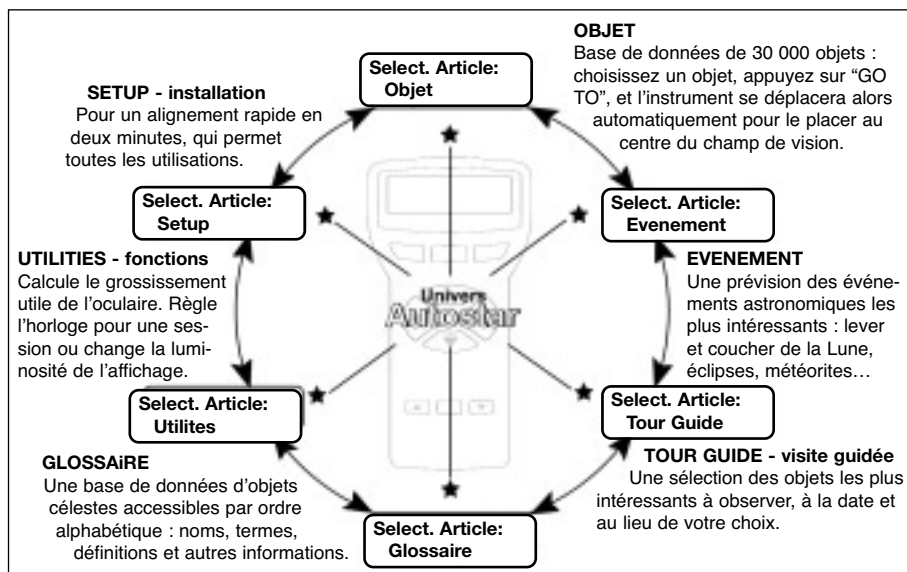 OBJET
Base de données de 30 000 objets :
choisissez un objet, appuyez sur “GO
TO”, et l’instrument se déplacera alors
automatiquement pour le placer au
centre du champ de vision.
Select. Article:
Objet
SETUP - installation
Pour un alignement rapide en
deux minutes, qui permet
toutes les utilisations.
Select. Article:
Setup
Select. Article:
Evenement
UTILITIES - fonctions
Calcule le grossissement
utile de l’oculaire. Règle
l’horloge pour une ses-
sion ou change la lumi-
nosité de l’affichage.
Univers
Autostar
EVENEMENT
Une prévision des événe-
ments astronomiques les
plus intéressants : lever
et coucher de la Lune,
éclipses, météorites…
Select. Article:
Utilites
Select. Article:
Tour Guide
GLOSSAiRE
Une base de données d’objets
célestes accessibles par ordre
alphabétique : noms, termes,
définitions et autres informations.
TOUR GUIDE - visite guidée
Une sélection des objets les plus
intéressants à observer, à la date et
au lieu de votre choix.
Select. Article:
Glossaire